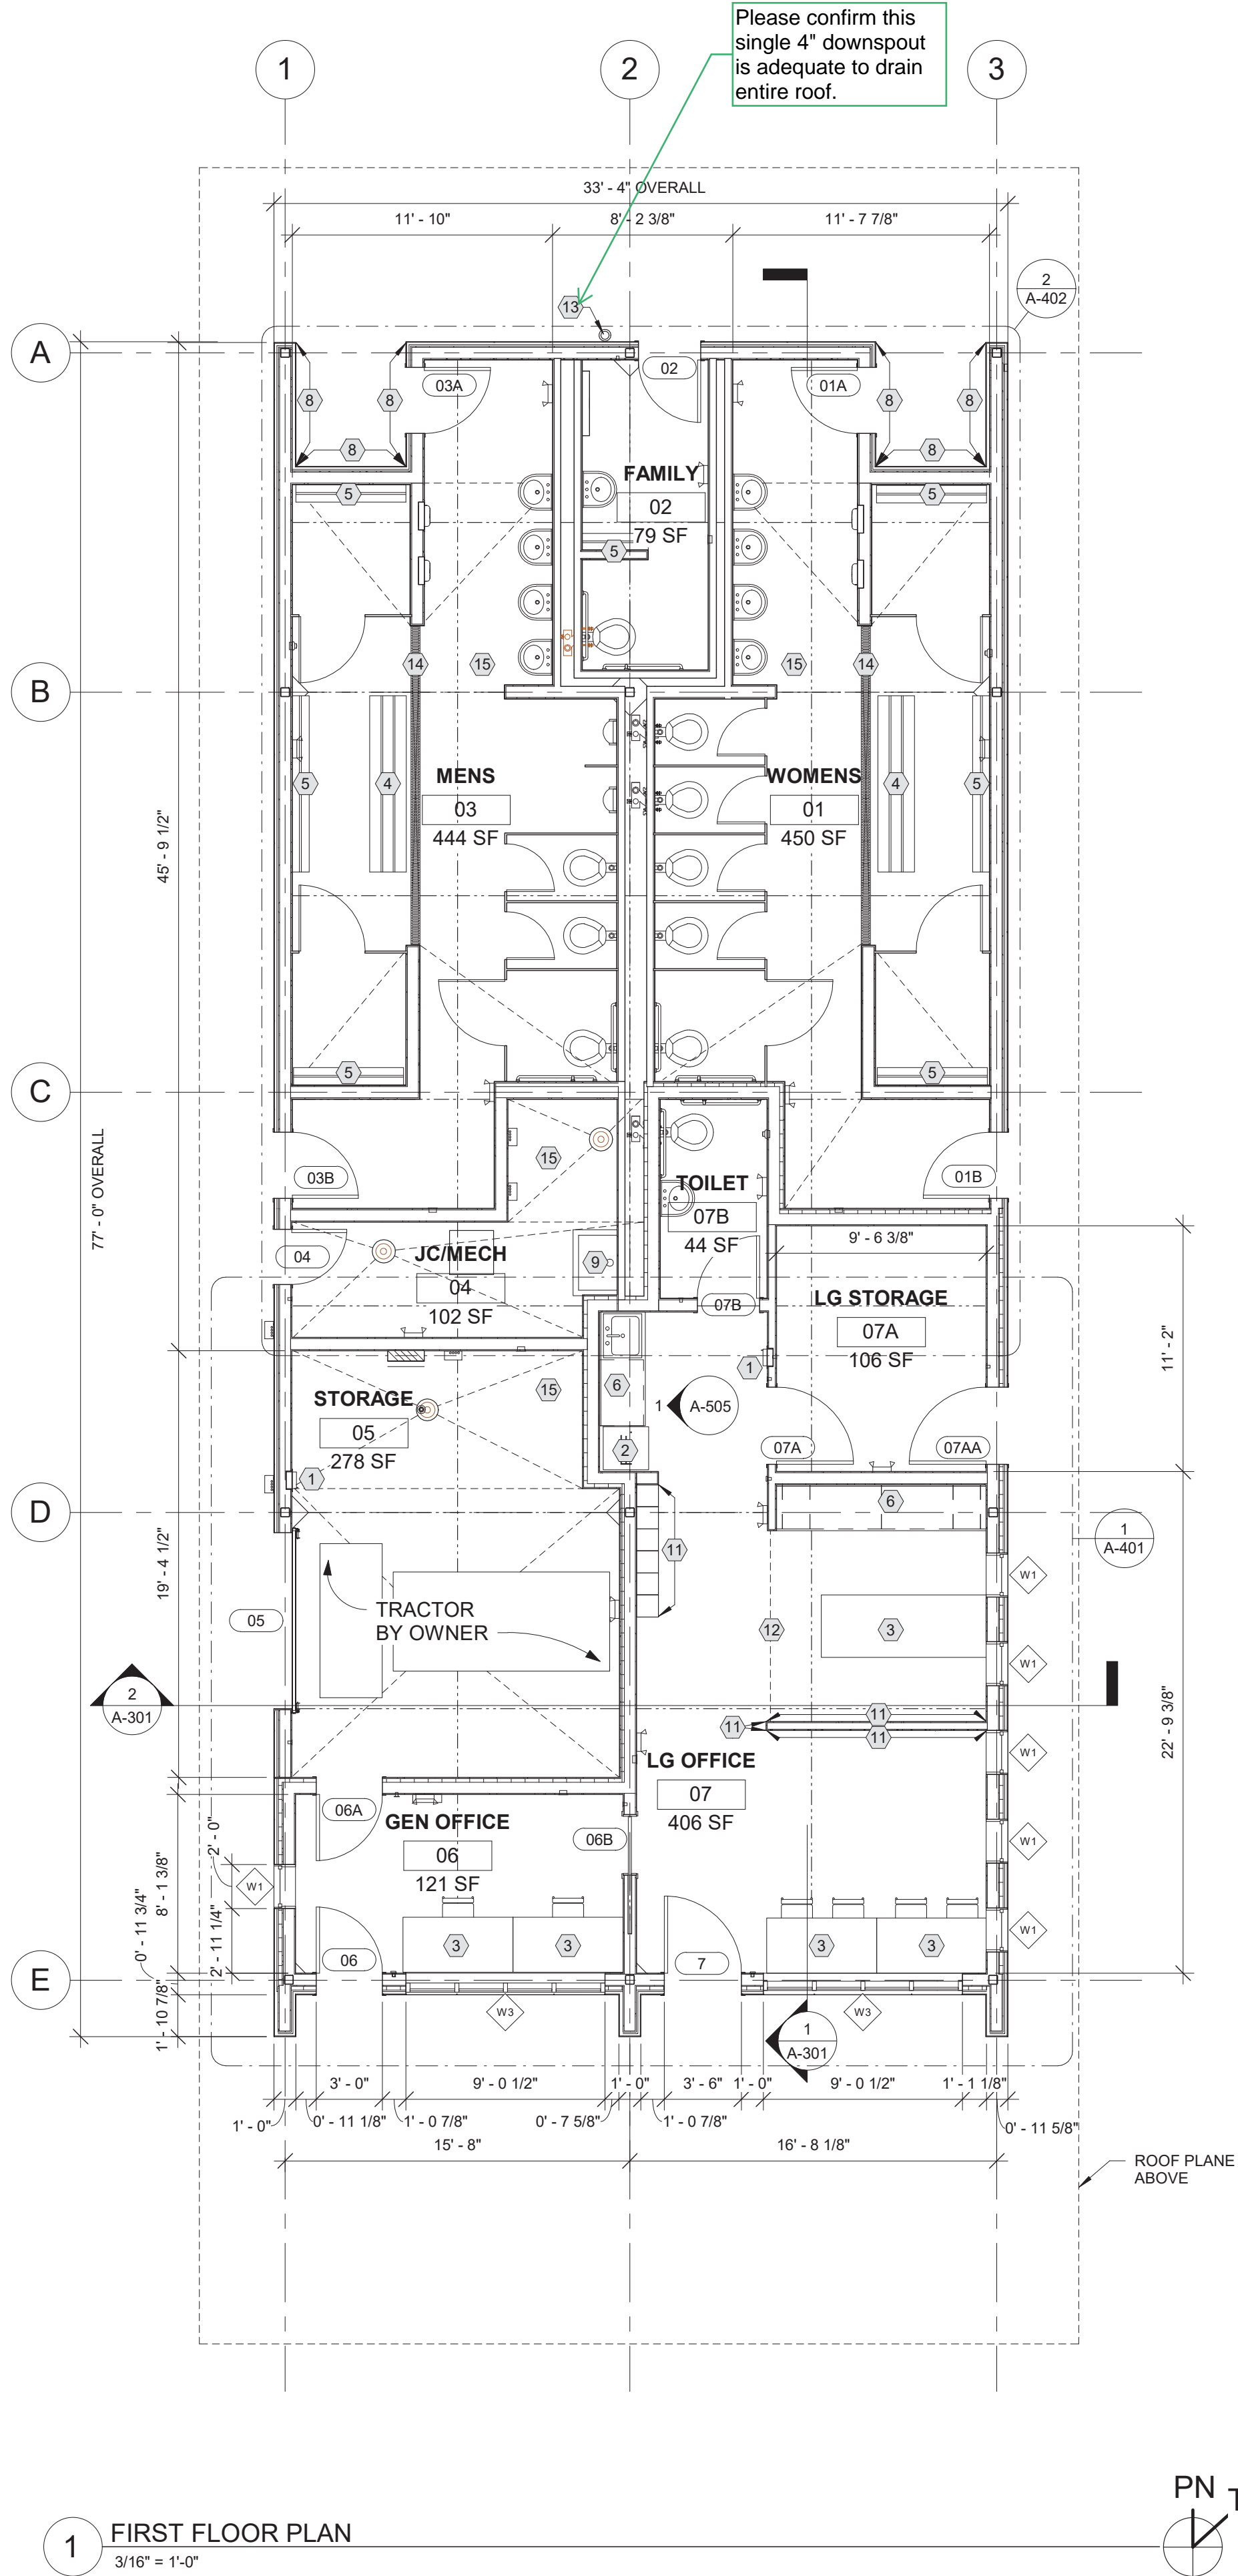 Please confirm this
single 4" downspout
is adequate to drain
entire roof.
1
2
3
33' - 4" OVERALL
11' - 10"
8' - 2 3/8"
11' - 7 7/8"
2
A-402
13
A
03A
02
01A
8
8
8
8
8
8
FAMILY
02
79 SF
5
5
5
14
15
15
14
B
MENS
03
444 SF
WOMENS
01
450 SF
5
4
4
5
45' - 9 1/2"
5
5
C
77' - 0" OVERALL
03B
15
TOILET
07B
44 SF
01B
04
JC/MECH
04
102 SF
9
07B
9' - 6 3/8"
LG STORAGE
07A
106 SF
11' - 2"
STORAGE
05
278 SF
15
6
1
1
A-505
2
07A
07AA
1
6
D
11
1
A-401
19' - 4 1/2"
TRACTOR
BY OWNER
05
12
3
W1
W1
2
A-301
11
11
11
W1
LG OFFICE
07
406 SF
22' - 9 3/8"
06A
GEN OFFICE
06
121 SF
06B
W1
W1
W1
2' - 0"
8' - 1 3/8"
0' - 11 3/4"
2' - 11 1/4"
1' - 10 7/8"
3
3
3
3
E
06
7
W3
W3
1
A-301
3' - 0"
9' - 0 1/2"
1' - 0"
3' - 6"
1' - 0"
9' - 0 1/2"
1' - 1 1/8"
1' - 0"
0' - 11 1/8"
1' - 0 7/8"
0' - 7 5/8"
1' - 0 7/8"
0' - 11 5/8"
15' - 8"
16' - 8 1/8"
ROOF PLANE
ABOVE
PN
1
FIRST FLOOR PLAN
3/16" = 1'-0"